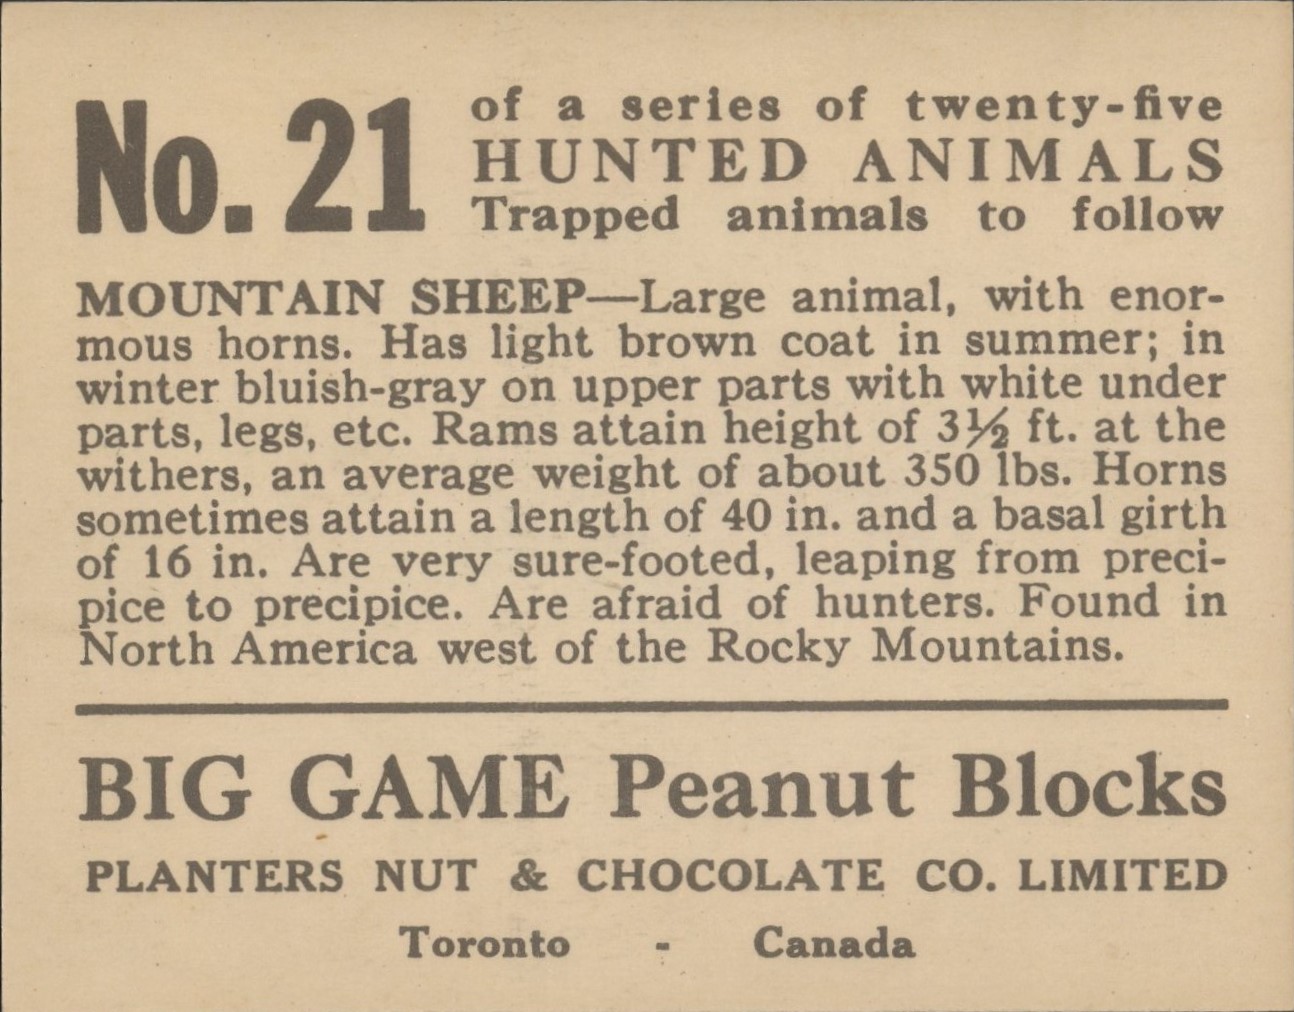 No. 21
of a series of twenty-five
HUNTED ANIMALS
Trapped animals to follow
MOUNTAIN SHEEP—Large animal, with enor-
mous horns. Has light brown coat in summer; in
winter bluish-gray on upper parts with white under
parts, legs, etc. Rams attain height of 3½ ft. at the
withers, an average weight of about 350 lbs. Horns
sometimes attain a length of 40 in. and a basal girth
of 16 in. Are very sure-footed, leaping from preci-
pice to precipice. Are afraid of hunters. Found in
North America west of the Rocky Mountains.
BIG GAME Peanut Blocks
PLANTERS NUT & CHOCOLATE CO. LIMITED
Toronto - Canada